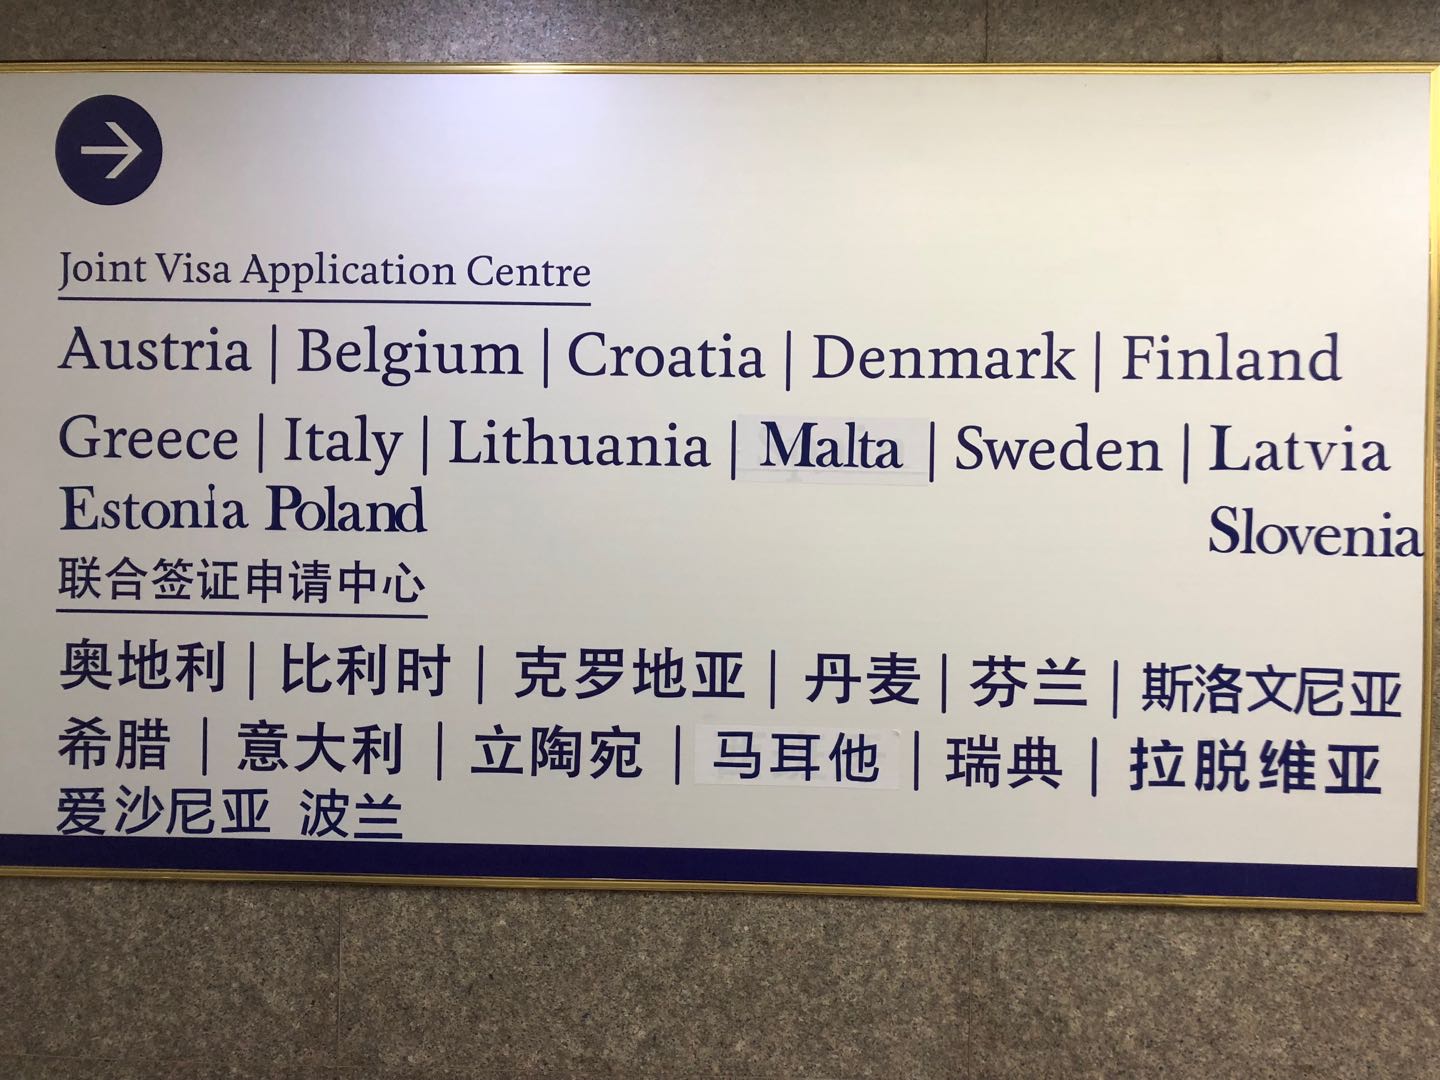 Joint Visa Application Centre
Austria | Belgium | Croatia | Denmark | Finland
Greece | Italy | Lithuania | Malta | Sweden | Latvia
Estonia Poland
Slovenia
联合签证申请中心
奥地利 | 比利时 | 克罗地亚 | 丹麦 | 芬兰 | 斯洛文尼亚
希腊 | 意大利 | 立陶宛 | 马耳他 | 瑞典 | 拉脱维亚
爱沙尼亚 波兰